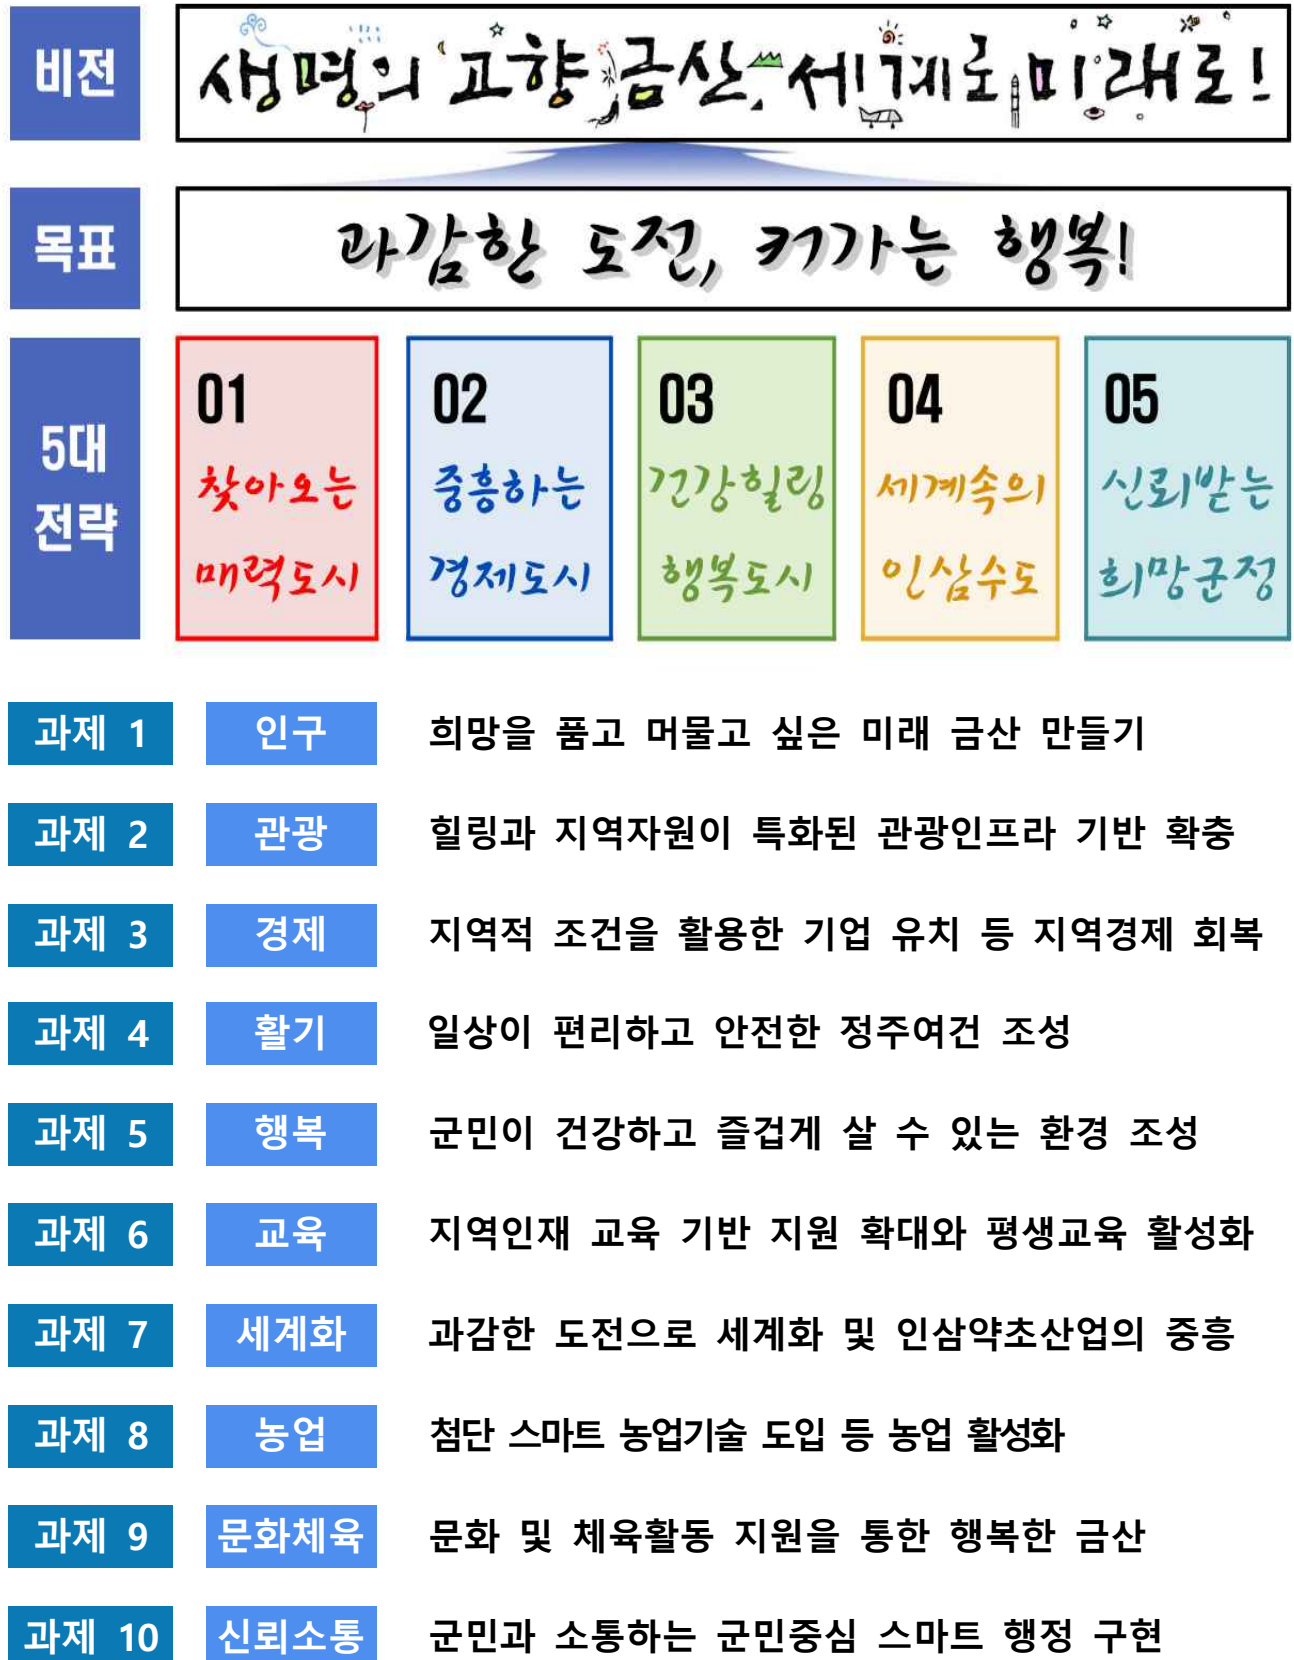 비전
생명의 고향 금산 세계로 미래로!
목표
과감한 도전, 커가는 행복!
5대
전략
01
찾아오는
매력도시
02
중흥하는
경제도시
03
건강힐링
행복도시
04
세계속의
인삼수도
05
신뢰받는
희망군정
과제 1 인구 희망을 품고 머물고 싶은 미래 금산 만들기
과제 2 관광 힐링과 지역자원이 특화된 관광인프라 기반 확충
과제 3 경제 지역적 조건을 활용한 기업 유치 등 지역경제 회복
과제 4 활기 일상이 편리하고 안전한 정주여건 조성
과제 5 행복 군민이 건강하고 즐겁게 살 수 있는 환경 조성
과제 6 교육 지역인재 교육 기반 지원 확대와 평생교육 활성화
과제 7 세계화 과감한 도전으로 세계화 및 인삼약초산업의 중흥
과제 8 농업 첨단 스마트 농업기술 도입 등 농업 활성화
과제 9 문화체육 문화 및 체육활동 지원을 통한 행복한 금산
과제 10 신뢰소통 군민과 소통하는 군민중심 스마트 행정 구현